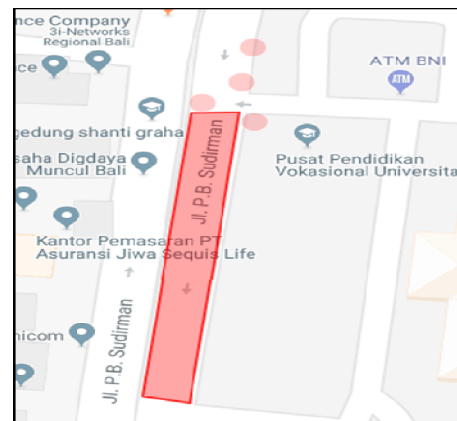 nce Company
3i-Networks
Regional Bali
nce
ATM BNI
ATM
gedung shanti graha
Jl. P.B. Sudirman
saha Digdaya
Muncul Bali
Pusat Pendidikan
Vokasional Universita
Kantor Pemasaran PT
Asuransi Jiwa Sequis Life
Jl. P.B. Sudirman
nicom